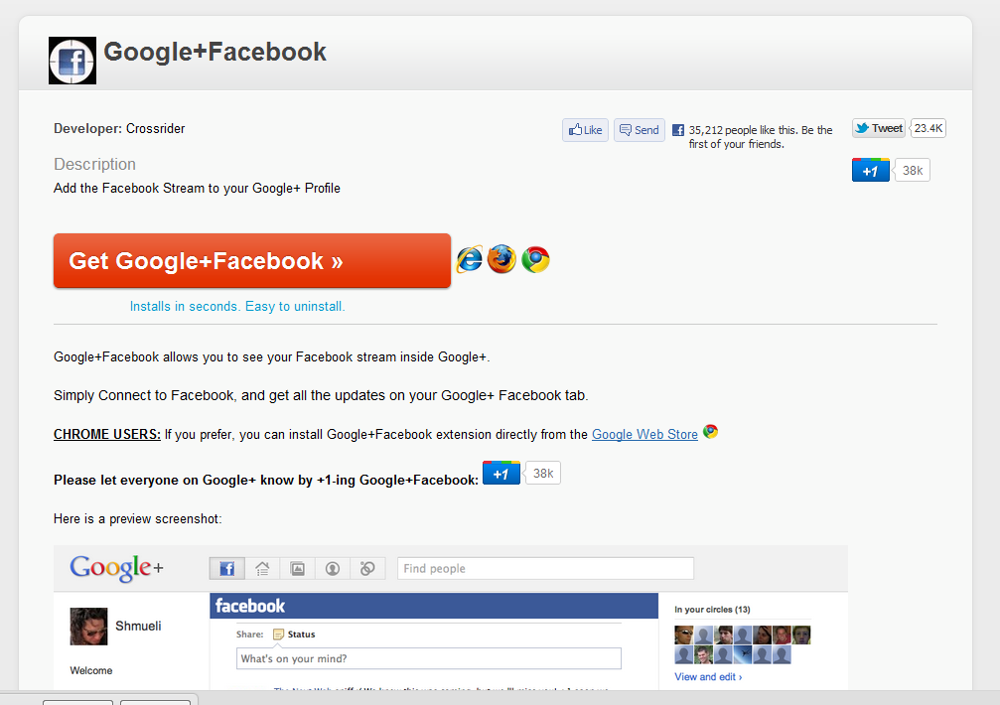 Google+Facebook
Developer: Crossrider
Like
Send
35,212 people like this. Be the
first of your friends.
Tweet
23.4K
+1
38k
Description
Add the Facebook Stream to your Google+ Profile
Get Google+Facebook »
Installs in seconds. Easy to uninstall.
Google+Facebook allows you to see your Facebook stream inside Google+.
Simply Connect to Facebook, and get all the updates on your Google+ Facebook tab.
CHROME USERS: If you prefer, you can install Google+Facebook extension directly from the Google Web Store
Please let everyone on Google+ know by +1-ing Google+Facebook: +1 38k
Here is a preview screenshot:
Google+
Find people
Shmueli
Welcome
facebook
Share: Status
What's on your mind?
In your circles (13)
View and edit ›